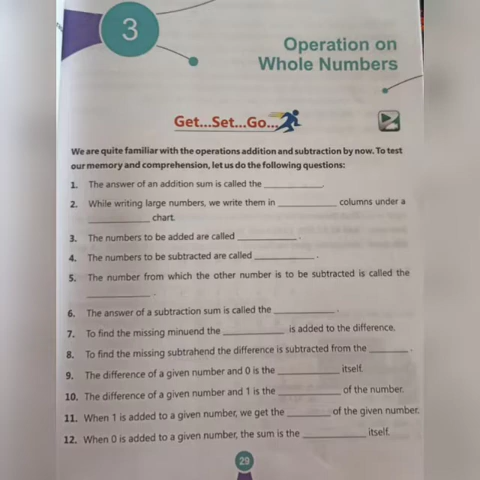 3
Operation on
Whole Numbers
Get...Set...Go...
We are quite familiar with the operations addition and subtraction by now. To test
our memory and comprehension, let us do the following questions:
1. The answer of an addition sum is called the ____________.
2. While writing large numbers, we write them in ____________ columns under a
____________ chart.
3. The numbers to be added are called ____________.
4. The numbers to be subtracted are called ____________.
5. The number from which the other number is to be subtracted is called the
____________.
6. The answer of a subtraction sum is called the ____________.
7. To find the missing minuend the ____________ is added to the difference.
8. To find the missing subtrahend the difference is subtracted from the ________.
9. The difference of a given number and 0 is the ____________ itself.
10. The difference of a given number and 1 is the ____________ of the number.
11. When 1 is added to a given number, we get the ________ of the given number.
12. When 0 is added to a given number, the sum is the ____________ itself.
29